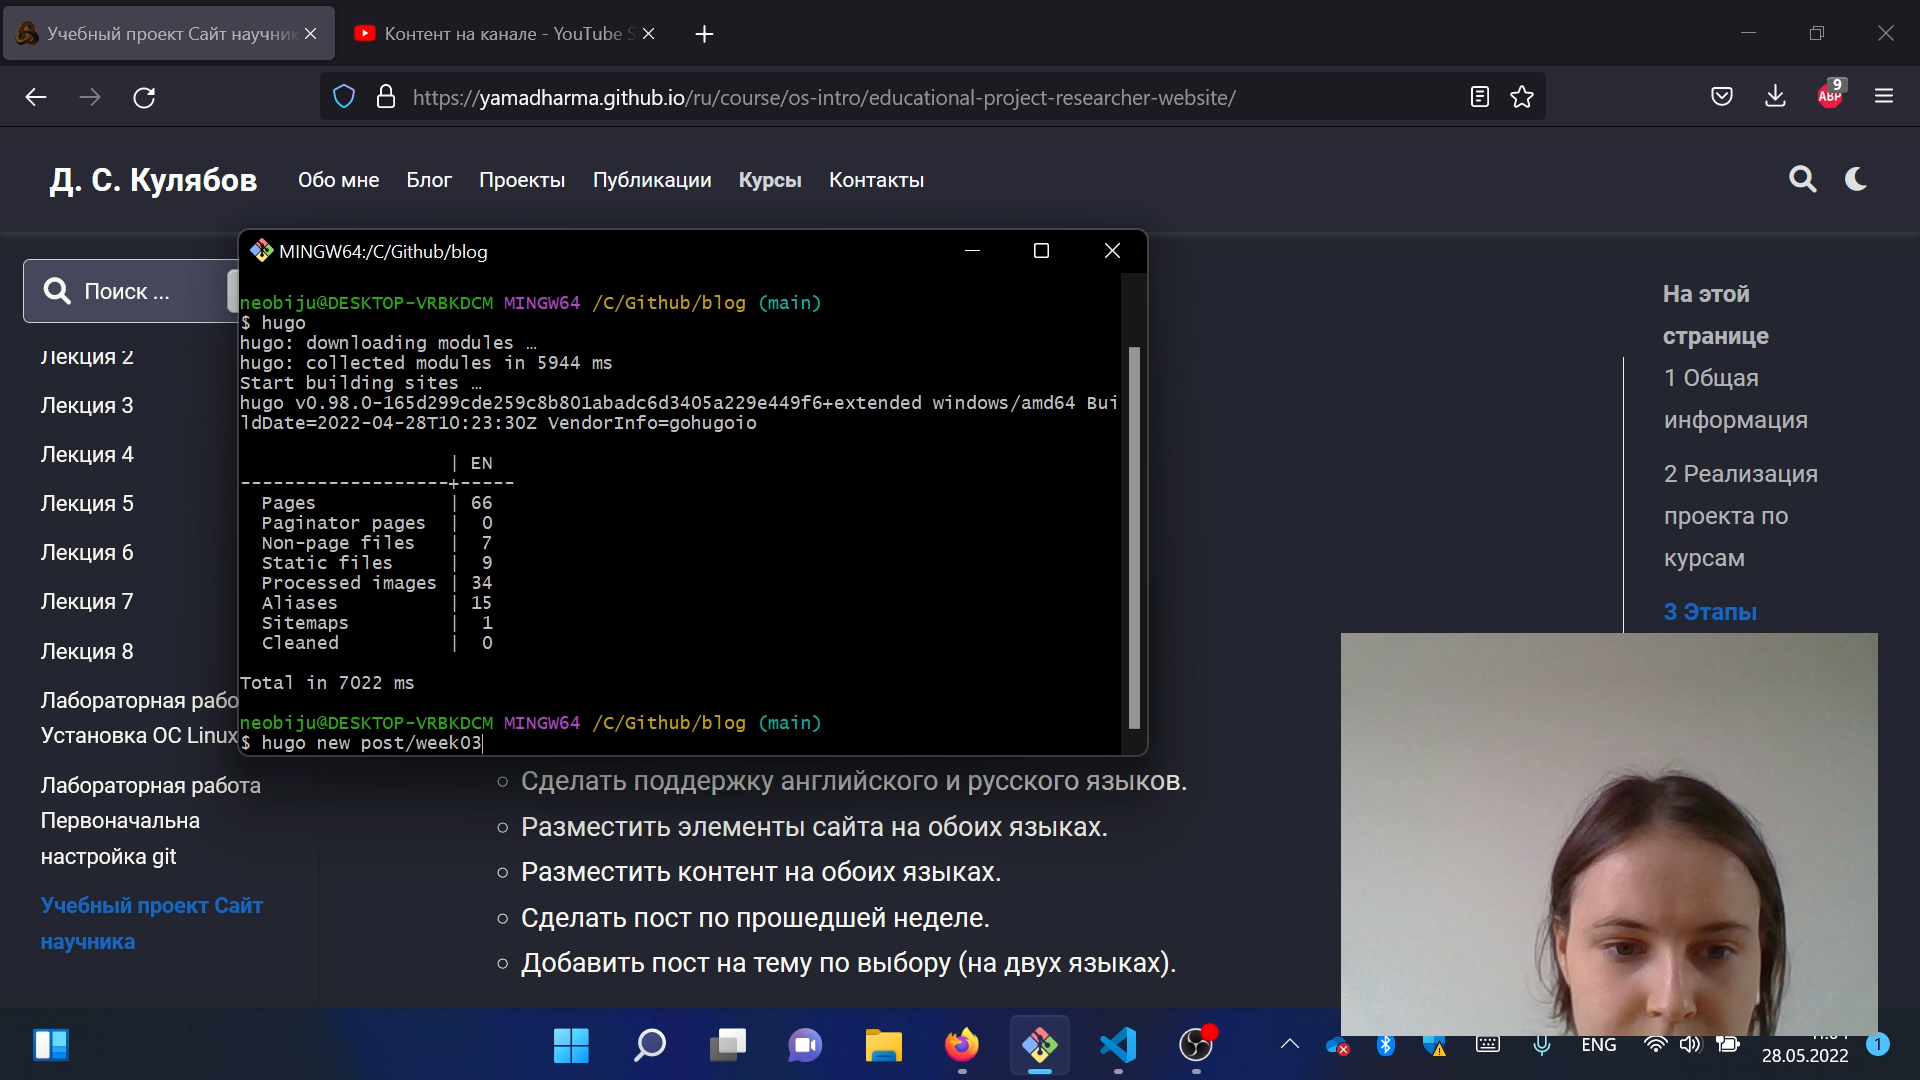 Учебный проект Сайт научник
Контент на канале - YouTube S
https://yamadharma.github.io/ru/course/os-intro/educational-project-researcher-website/
9
ABP
Д. С. Кулябов
Обо мне
Блог
Проекты
Публикации
Курсы
Контакты
Поиск ...
Лекция 2
Лекция 3
Лекция 4
Лекция 5
Лекция 6
Лекция 7
Лекция 8
Лабораторная рабо
Установка ОС Linux
Лабораторная работа
Первоначальна
настройка git
Учебный проект Сайт
научника
MINGW64:/C/Github/blog
neobiju@DESKTOP-VRBKDCM MINGW64 /C/Github/blog (main)
$ hugo
hugo: downloading modules …
hugo: collected modules in 5944 ms
Start building sites …
hugo v0.98.0-165d299cde259c8b801abadc6d3405a229e449f6+extended windows/amd64 Bui
ldDate=2022-04-28T10:23:30Z VendorInfo=gohugoio
| EN
-------------------+-----
Pages | 66
Paginator pages | 0
Non-page files | 7
Static files | 9
Processed images | 34
Aliases | 15
Sitemaps | 1
Cleaned | 0
Total in 7022 ms
neobiju@DESKTOP-VRBKDCM MINGW64 /C/Github/blog (main)
$ hugo new post/week03
Сделать поддержку английского и русского языков.
Разместить элементы сайта на обоих языках.
Разместить контент на обоих языках.
Сделать пост по прошедшей неделе.
Добавить пост на тему по выбору (на двух языках).
На этой
странице
1 Общая
информация
2 Реализация
проекта по
курсам
3 Этапы
ENG
28.05.2022
1